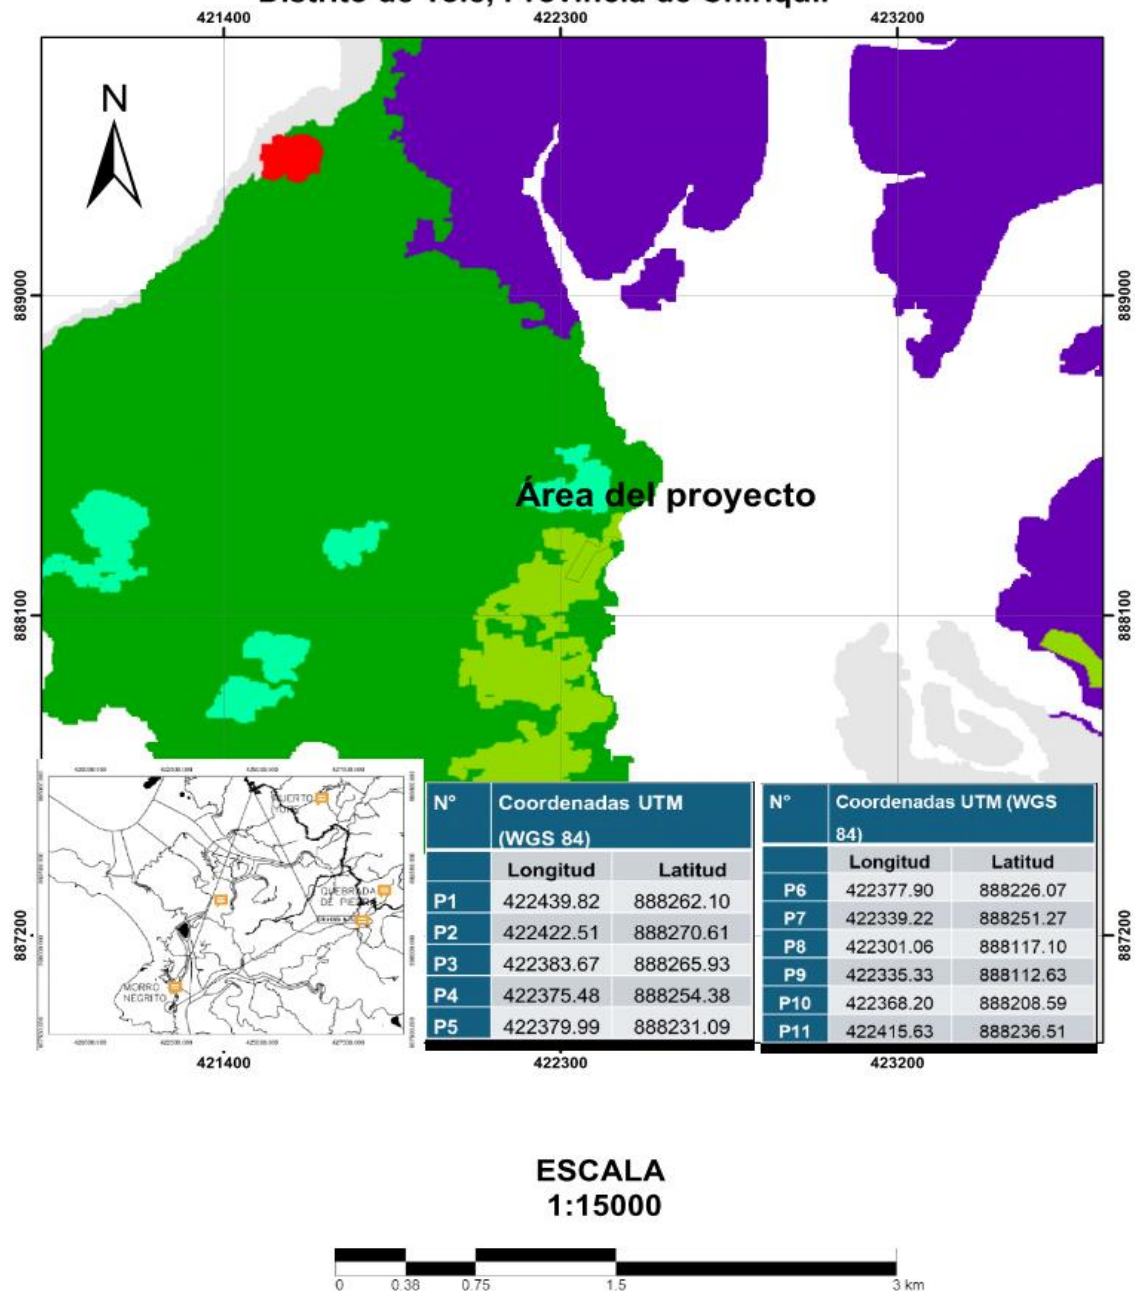 421400 422300 423200
N
889000 889000
Área del proyecto
888100 888100
PUERTO
QUEBRADA
DE PIEDRA
MORRO
NEGRITO
N° Coordenadas UTM
(WGS 84)
Longitud Latitud
P1 422439.82 888262.10
P2 422422.51 888270.61
P3 422383.67 888265.93
P4 422375.48 888254.38
P5 422379.99 888231.09
N° Coordenadas UTM (WGS
84)
Longitud Latitud
P6 422377.90 888226.07
P7 422339.22 888251.27
P8 422301.06 888117.10
P9 422335.33 888112.63
P10 422368.20 888208.59
P11 422415.63 888236.51
887200 887200
421400 422300 423200
ESCALA
1:15000
0 0.38 0.75 1.5 3 km